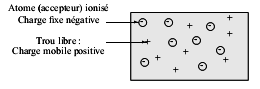 Atome (accepteur) ionisé
Charge fixe négative
Trou libre :
Charge mobile positive